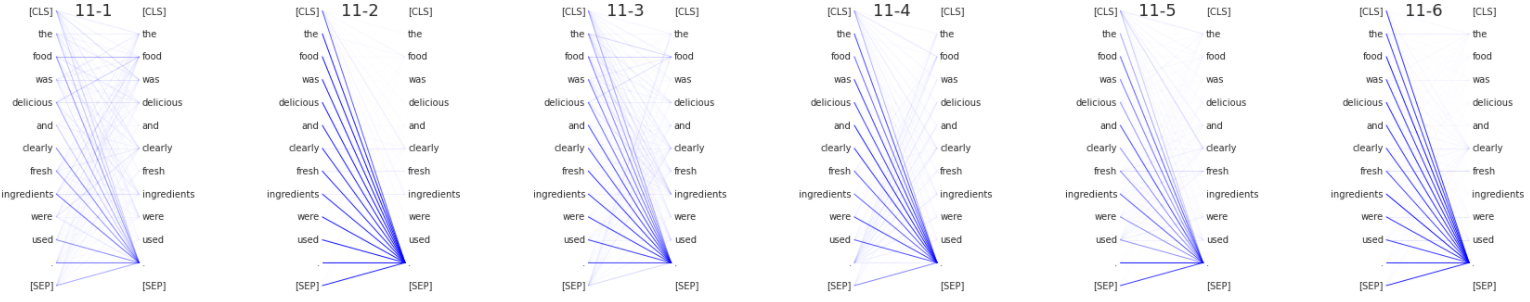 [CLS] 11-1 [CLS] [CLS] 11-2 [CLS] [CLS] 11-3 [CLS] [CLS] 11-4 [CLS] [CLS] 11-5 [CLS] [CLS] 11-6 [CLS]
the the the the the the the the the the the the
food food food food food food food food food food food food
was was was was was was was was was was was was
delicious delicious delicious delicious delicious delicious delicious delicious delicious delicious delicious delicious
and and and and and and and and and and and and
clearly clearly clearly clearly clearly clearly clearly clearly clearly clearly clearly clearly
fresh fresh fresh fresh fresh fresh fresh fresh fresh fresh fresh fresh
ingredients ingredients ingredients ingredients ingredients ingredients ingredients ingredients ingredients ingredients ingredients ingredients
were were were were were were were were were were were were
used used used used used used used used used used used used
. . . . . . . . . . . .
[SEP] [SEP] [SEP] [SEP] [SEP] [SEP] [SEP] [SEP] [SEP] [SEP] [SEP] [SEP]